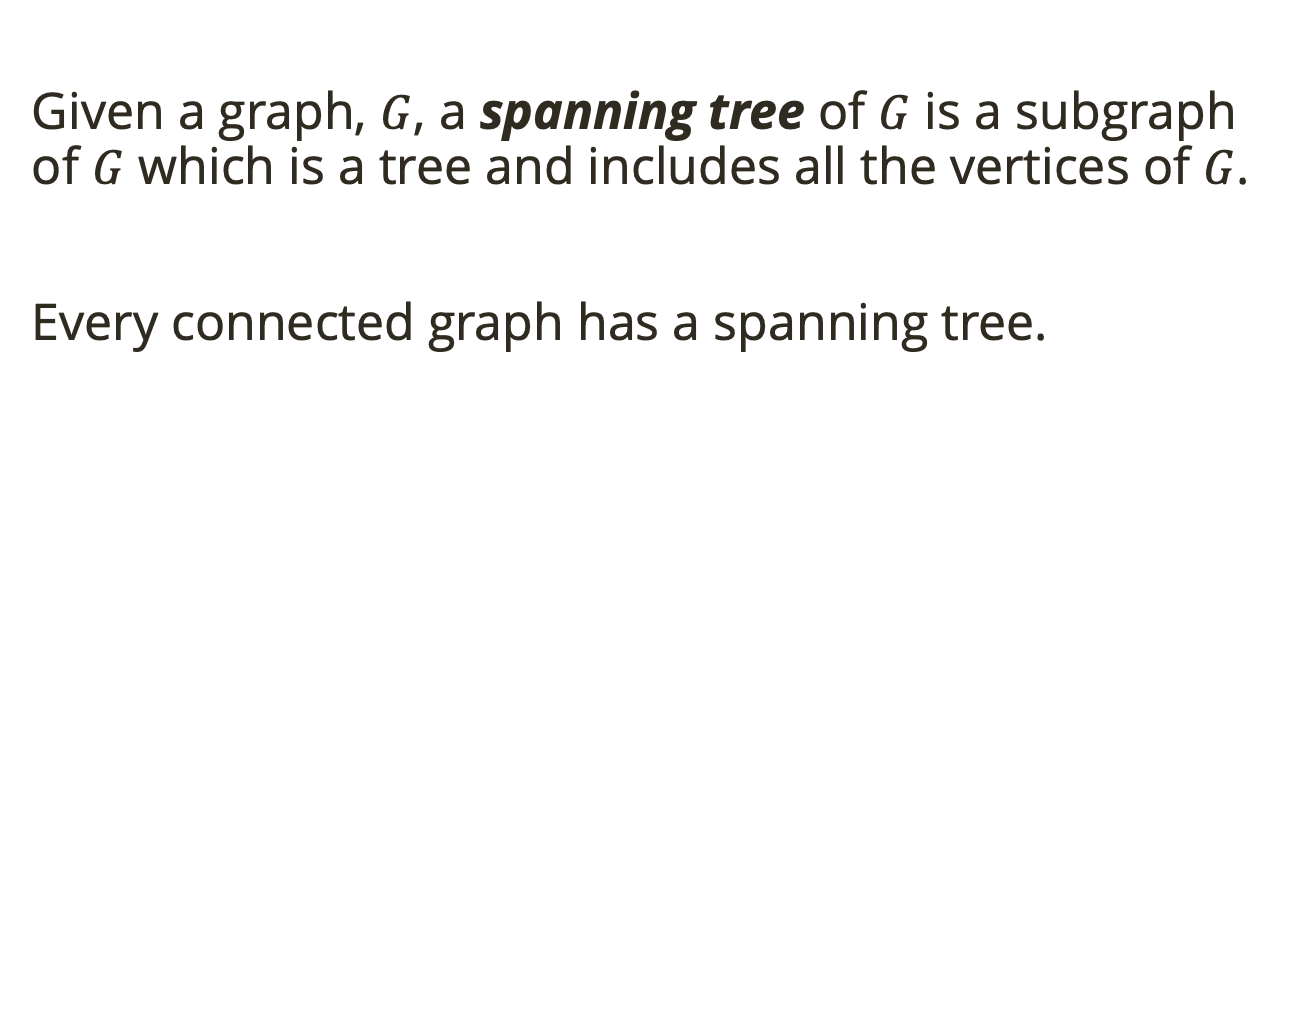 Given a graph, G, a spanning tree of G is a subgraph
of G which is a tree and includes all the vertices of G.
Every connected graph has a spanning tree.